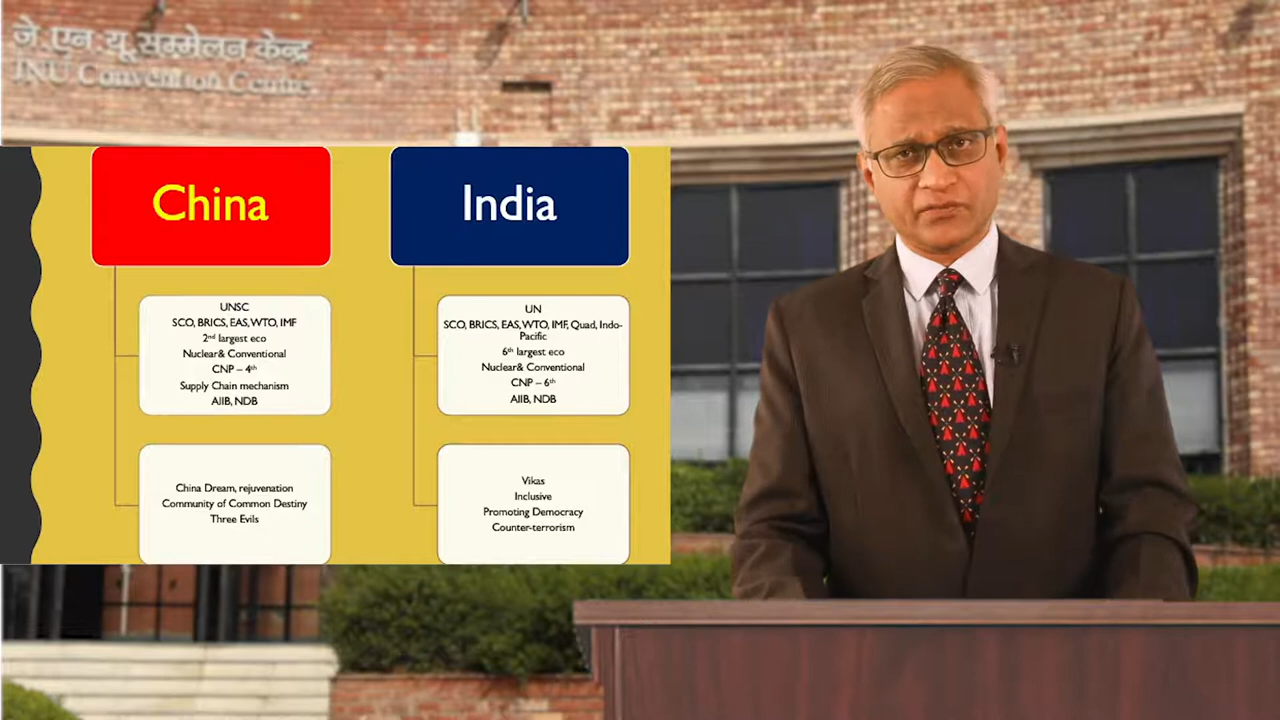 जे एन यू सम्मेलन केन्द्र
JNU Convention Centre
China
UNSC
SCO, BRICS, EAS, WTO, IMF
2nd largest eco
Nuclear& Conventional
CNP – 4th
Supply Chain mechanism
AIIB, NDB
China Dream, rejuvenation
Community of Common Destiny
Three Evils
India
UN
SCO, BRICS, EAS, WTO, IMF, Quad, Indo-
Pacific
6th largest eco
Nuclear& Conventional
CNP – 6th
AIIB, NDB
Vikas
Inclusive
Promoting Democracy
Counter-terrorism